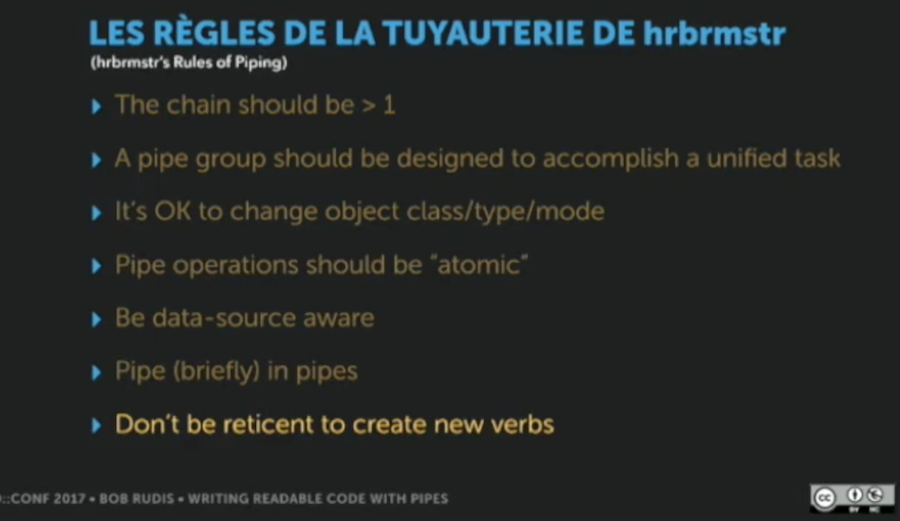 LES RÈGLES DE LA TUYAUTERIE DE hrbrmstr
(hrbrmstr's Rules of Piping)
The chain should be > 1
A pipe group should be designed to accomplish a unified task
It's OK to change object class/type/mode
Pipe operations should be "atomic"
Be data-source aware
Pipe (briefly) in pipes
Don't be reticent to create new verbs
::CONF 2017 • BOB RUDIS • WRITING READABLE CODE WITH PIPES
cc
BY NC